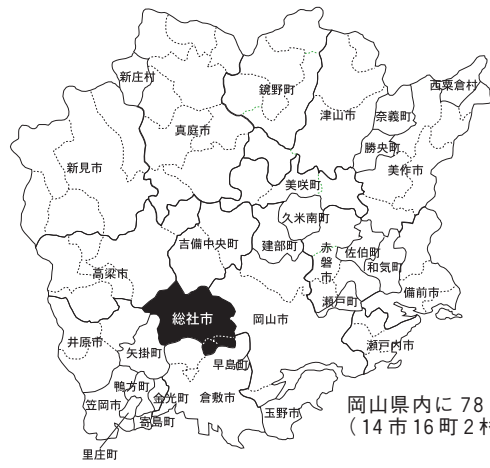 新庄村
鏡野町
西粟倉村
真庭市
津山市
奈義町
勝央町
美作市
新見市
美咲町
久米南町
吉備中央町
建部町
赤磐市
佐伯町
和気町
高梁市
備前市
瀬戸町
総社市
岡山市
井原市
矢掛町
早島町
瀬戸内市
鴨方町
笠岡市
金光町
倉敷市
玉野市
寄島町
里庄町
岡山県内に78
(14市16町2村